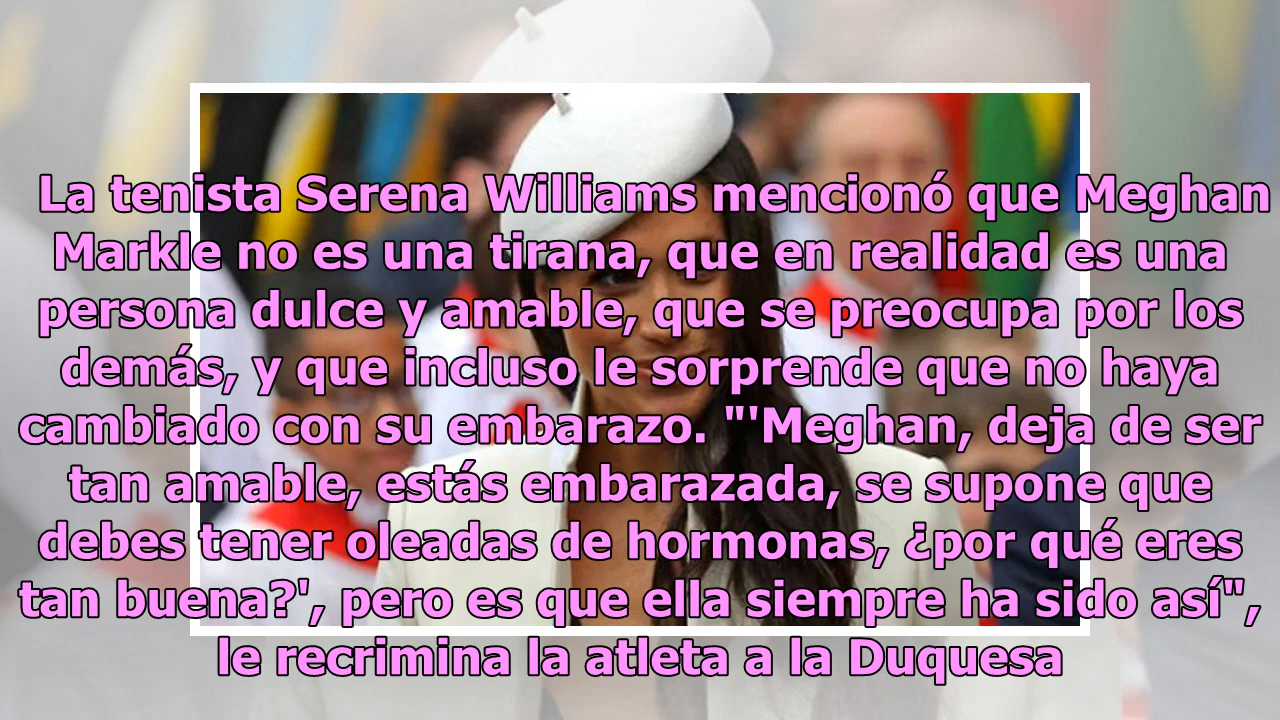 La tenista Serena Williams mencionó que Meghan
Markle no es una tirana, que en realidad es una
persona dulce y amable, que se preocupa por los
demás, y que incluso le sorprende que no haya
cambiado con su embarazo. "'Meghan, deja de ser
tan amable, estás embarazada, se supone que
debes tener oleadas de hormonas, ¿por qué eres
tan buena?', pero es que ella siempre ha sido así",
le recrimina la atleta a la Duquesa